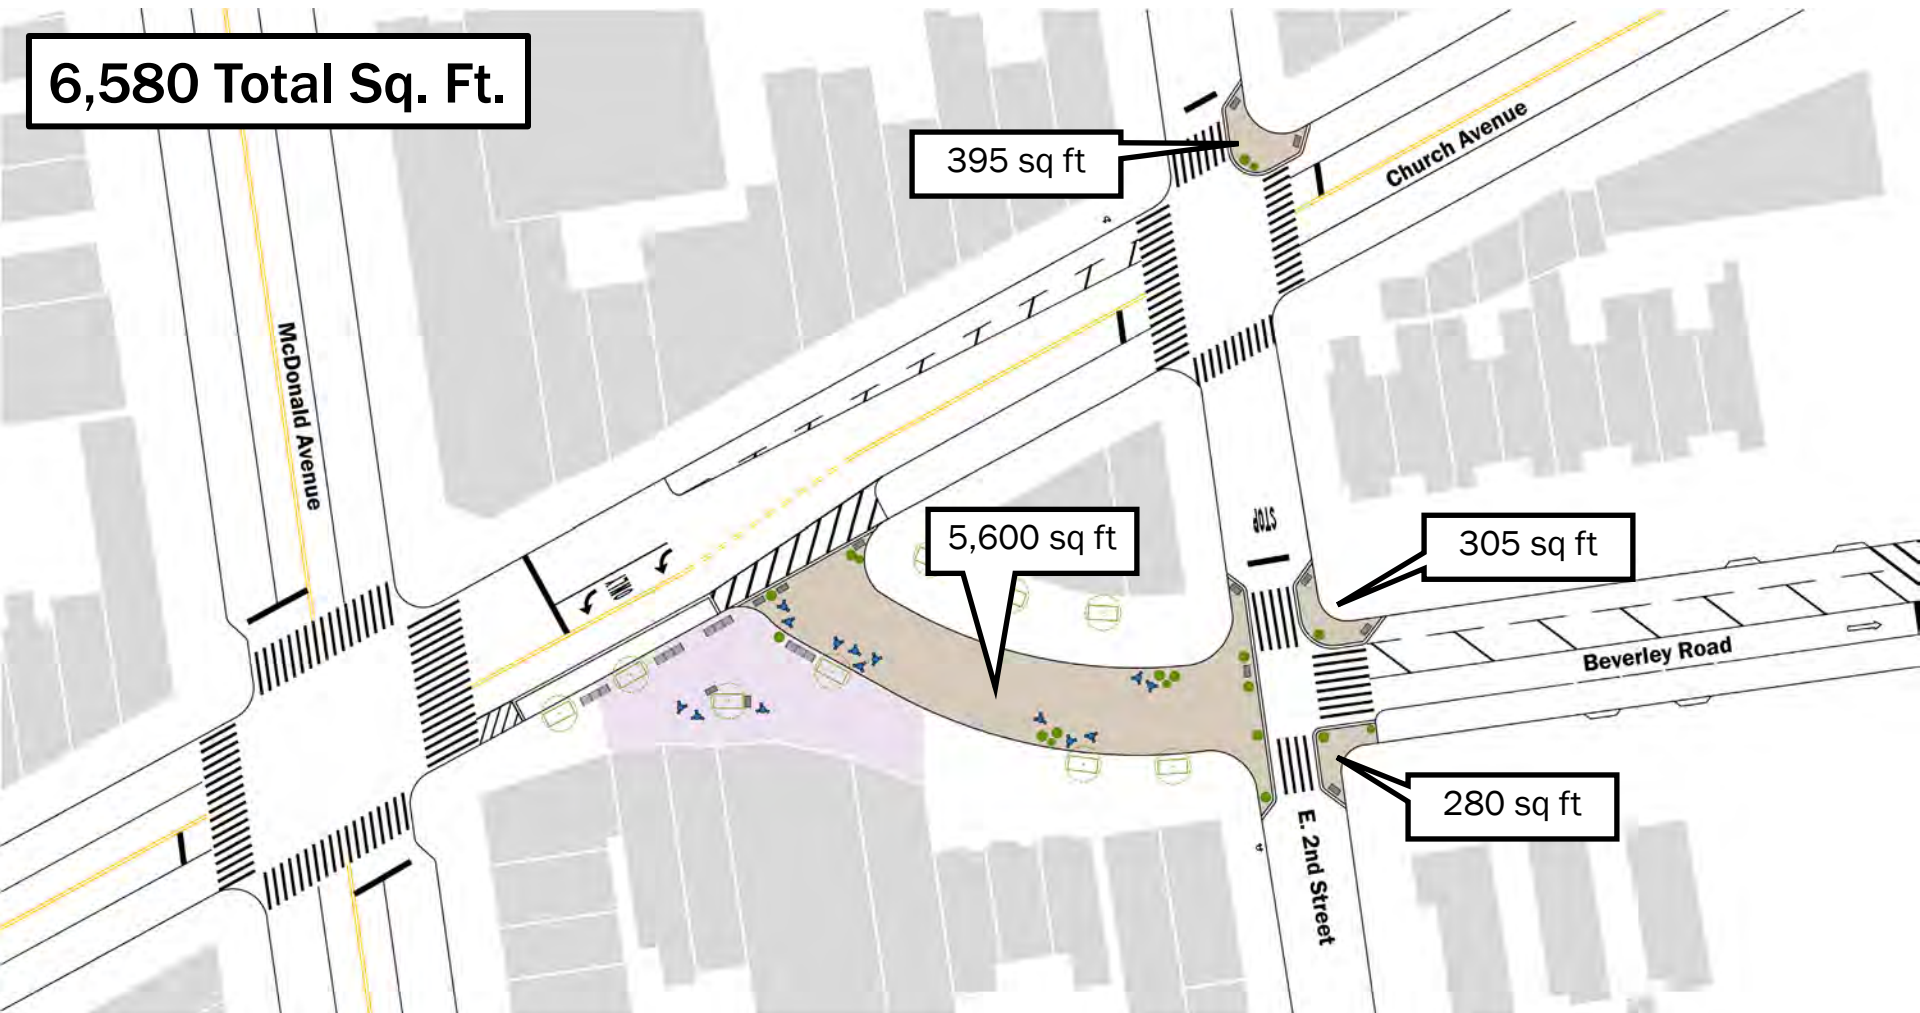 6,580 Total Sq. Ft.
395 sq ft
Church Avenue
McDonald Avenue
STOP
5,600 sq ft
305 sq ft
ONLY
Beverley Road
280 sq ft
E. 2nd Street